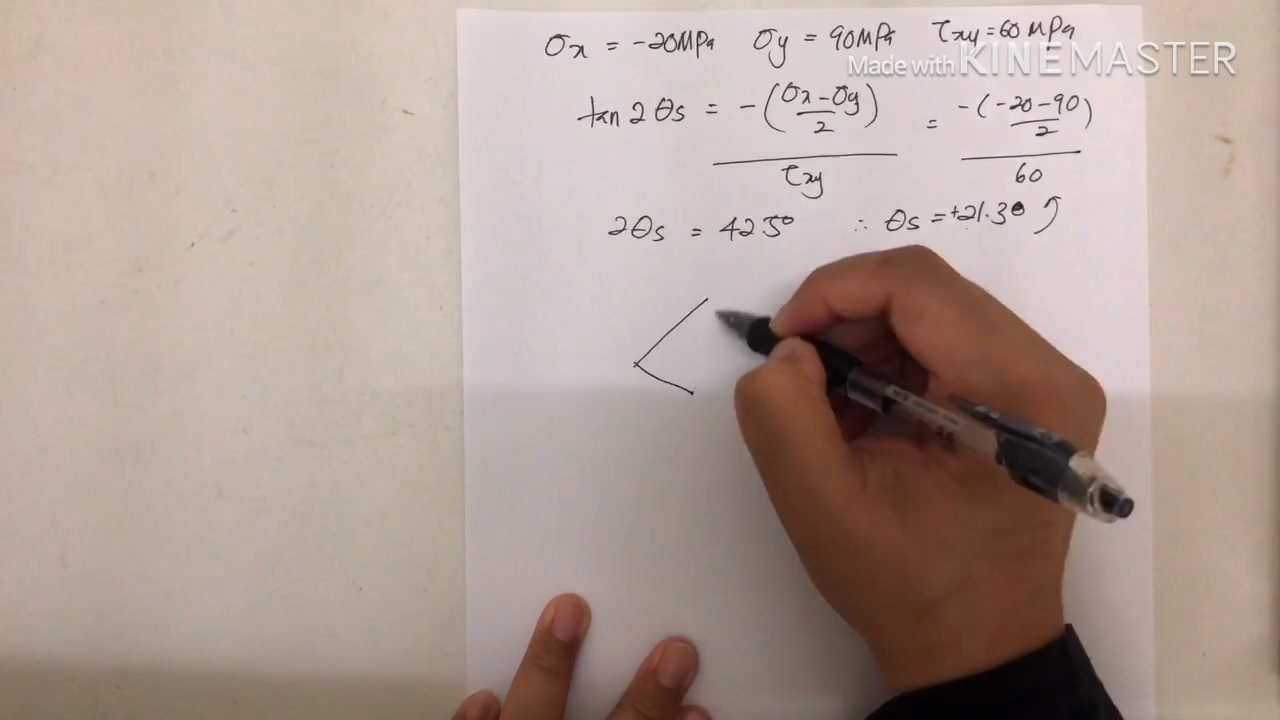 σx = -20MPa σy = 90MPa τxy = 60 MPa
Made with KINEMASTER
tan 2θs = -(σx-σy/2)/τxy = -(-20-90/2)/60
2θs = 42.5° ∴ θs = +21.3°